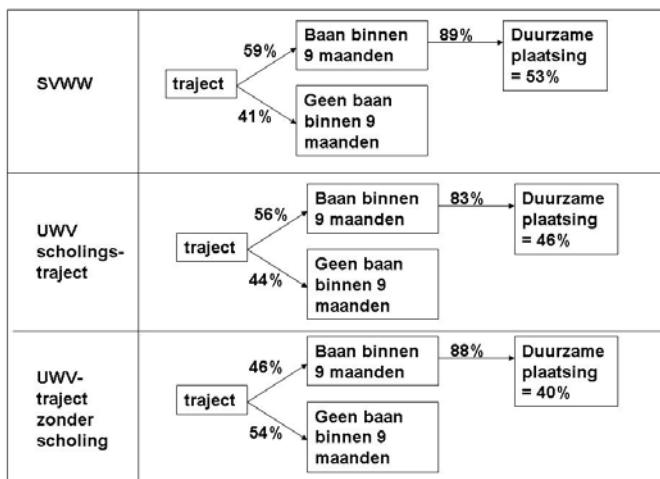 SVWW
traject
59%
41%
Baan binnen
9 maanden
89%
Duurzame
plaatsing
= 53%
Geen baan
binnen 9
maanden
UWV
scholings-
traject
traject
56%
44%
Baan binnen
9 maanden
83%
Duurzame
plaatsing
= 46%
Geen baan
binnen 9
maanden
UWV-
traject
zonder
scholing
traject
46%
54%
Baan binnen
9 maanden
88%
Duurzame
plaatsing
= 40%
Geen baan
binnen 9
maanden